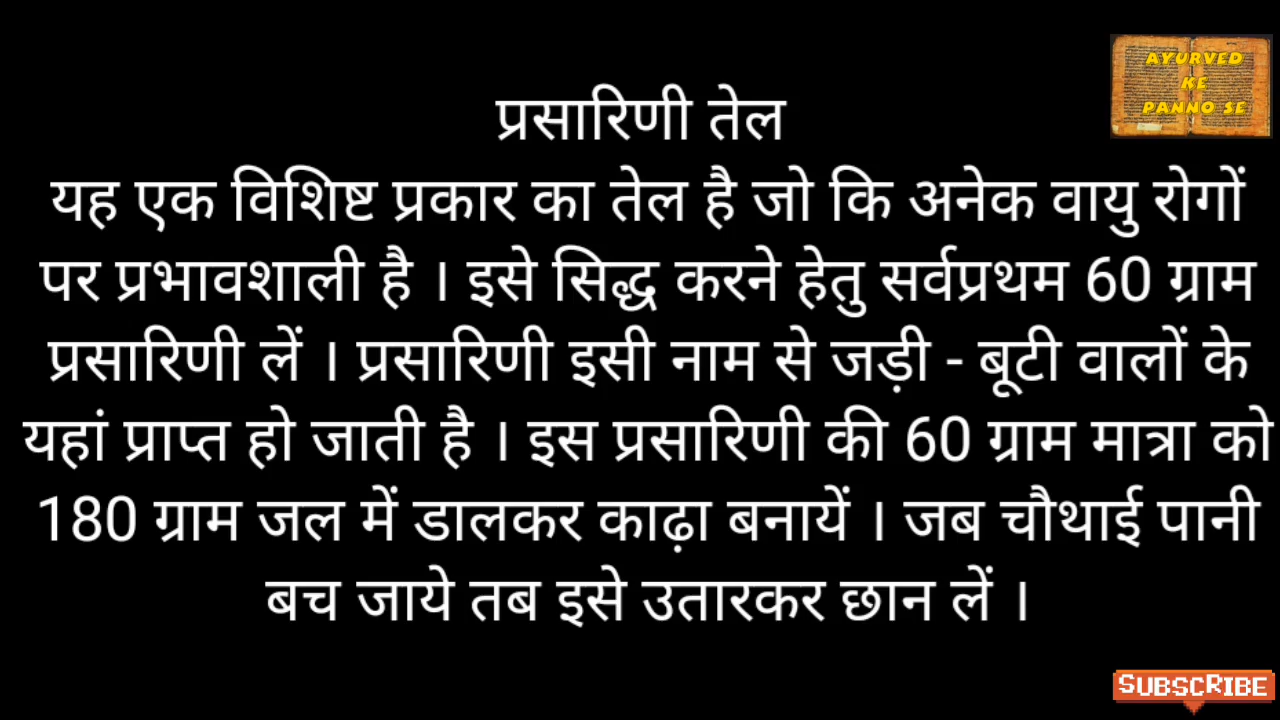 AYURVED
KE
PANNO SE
प्रसारिणी तेल
यह एक विशिष्ट प्रकार का तेल है जो कि अनेक वायु रोगों
पर प्रभावशाली है । इसे सिद्ध करने हेतु सर्वप्रथम 60 ग्राम
प्रसारिणी लें । प्रसारिणी इसी नाम से जड़ी - बूटी वालों के
यहां प्राप्त हो जाती है । इस प्रसारिणी की 60 ग्राम मात्रा को
180 ग्राम जल में डालकर काढ़ा बनायें । जब चौथाई पानी
बच जाये तब इसे उतारकर छान लें ।
SUBSCRIBE